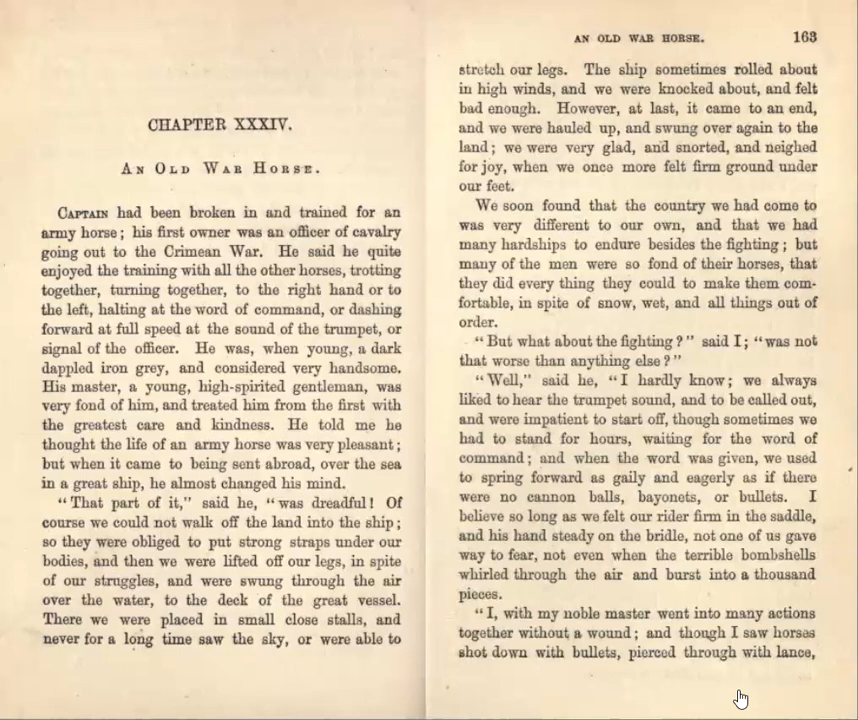 CHAPTER XXXIV.
AN OLD WAR HORSE.
CAPTAIN had been broken in and trained for an
army horse; his first owner was an officer of cavalry
going out to the Crimean War. He said he quite
enjoyed the training with all the other horses, trotting
together, turning together, to the right hand or to
the left, halting at the word of command, or dashing
forward at full speed at the sound of the trumpet, or
signal of the officer. He was, when young, a dark
dappled iron grey, and considered very handsome.
His master, a young, high-spirited gentleman, was
very fond of him, and treated him from the first with
the greatest care and kindness. He told me he
thought the life of an army horse was very pleasant;
but when it came to being sent abroad, over the sea
in a great ship, he almost changed his mind.
"That part of it," said he, "was dreadful! Of
course we could not walk off the land into the ship;
so they were obliged to put strong straps under our
bodies, and then we were lifted off our legs, in spite
of our struggles, and were swung through the air
over the water, to the deck of the great vessel.
There we were placed in small close stalls, and
never for a long time saw the sky, or were able to
AN OLD WAR HORSE. 163
stretch our legs. The ship sometimes rolled about
in high winds, and we were knocked about, and felt
bad enough. However, at last, it came to an end,
and we were hauled up, and swung over again to the
land; we were very glad, and snorted, and neighed
for joy, when we once more felt firm ground under
our feet.
We soon found that the country we had come to
was very different to our own, and that we had
many hardships to endure besides the fighting; but
many of the men were so fond of their horses, that
they did every thing they could to make them com-
fortable, in spite of snow, wet, and all things out of
order.
"But what about the fighting?" said I; "was not
that worse than anything else?"
"Well," said he, "I hardly know; we always
liked to hear the trumpet sound, and to be called out,
and were impatient to start off, though sometimes we
had to stand for hours, waiting for the word of
command; and when the word was given, we used
to spring forward as gaily and eagerly as if there
were no cannon balls, bayonets, or bullets. I
believe so long as we felt our rider firm in the saddle,
and his hand steady on the bridle, not one of us gave
way to fear, not even when the terrible bombshells
whirled through the air and burst into a thousand
pieces.
"I, with my noble master went into many actions
together without a wound; and though I saw horses
shot down with bullets, pierced through with lance,